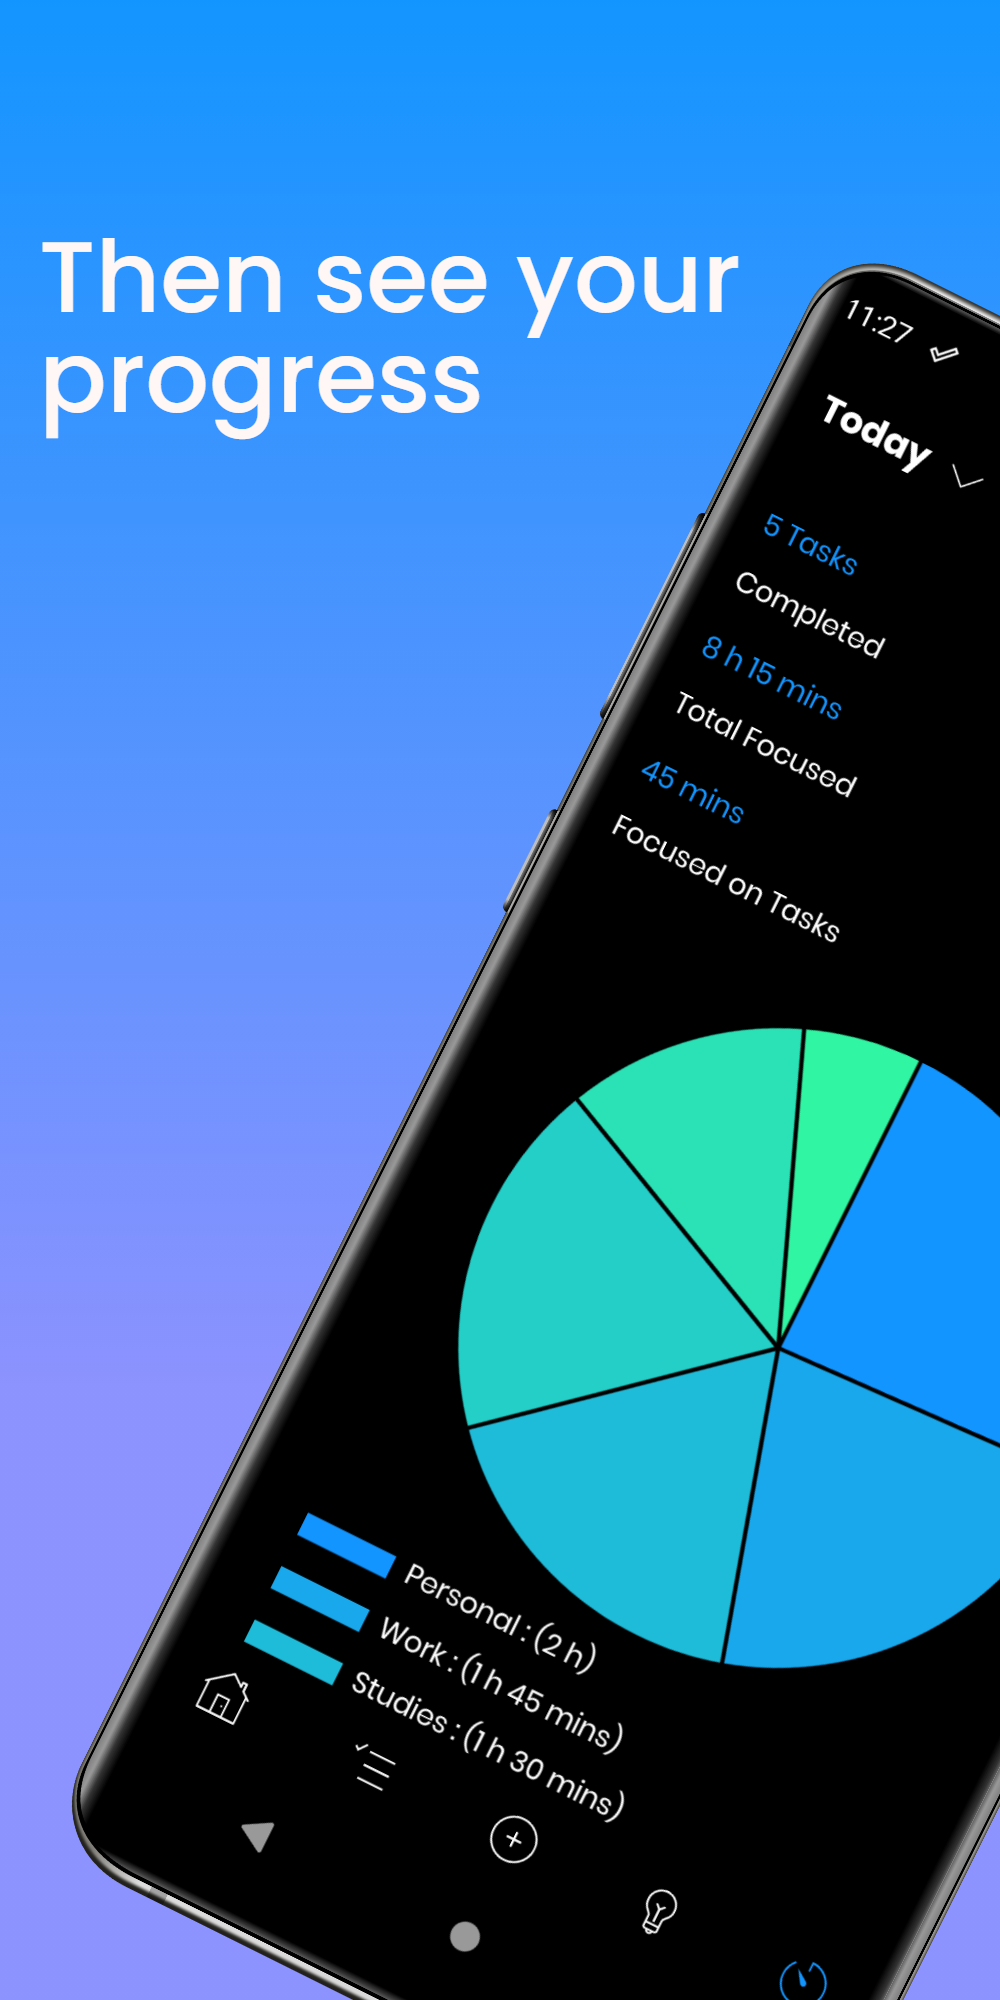 Then see your
progress
11:27
Today
5 Tasks
Completed
8 h 15 mins
Total Focused
45 mins
Focused on Tasks
Personal : (2 h)
Work : (1 h 45 mins)
Studies : (1 h 30 mins)